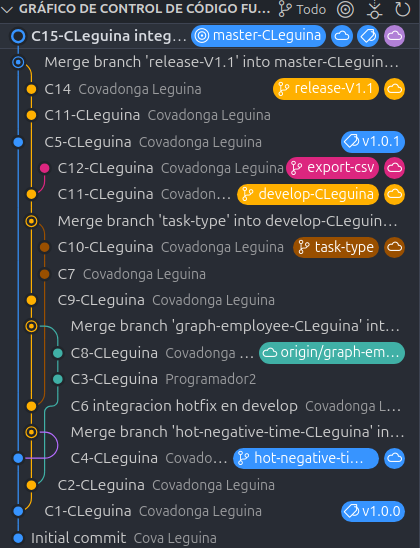 GRÁFICO DE CONTROL DE CÓDIGO FU... Todo
C15-CLeguina integ... master-CLeguina
Merge branch 'release-V1.1' into master-CLeguin...
C14 Covadonga Leguina release-V1.1
C11-CLeguina Covadonga Leguina
C5-CLeguina Covadonga Leguina v1.0.1
C12-CLeguina Covadonga Leguina export-csv
C11-CLeguina Covadon... develop-CLeguina
Merge branch 'task-type' into develop-CLeguin...
C10-CLeguina Covadonga Leguina task-type
C7 Covadonga Leguina
C9-CLeguina Covadonga Leguina
Merge branch 'graph-employee-CLeguina' int...
C8-CLeguina Covadonga ... origin/graph-em...
C3-CLeguina Programador2
C6 integracion hotfix en develop Covadonga L...
Merge branch 'hot-negative-time-CLeguina' in...
C4-CLeguina Covado... hot-negative-ti...
C2-CLeguina Covadonga Leguina
C1-CLeguina Covadonga Leguina v1.0.0
Initial commit Cova Leguina